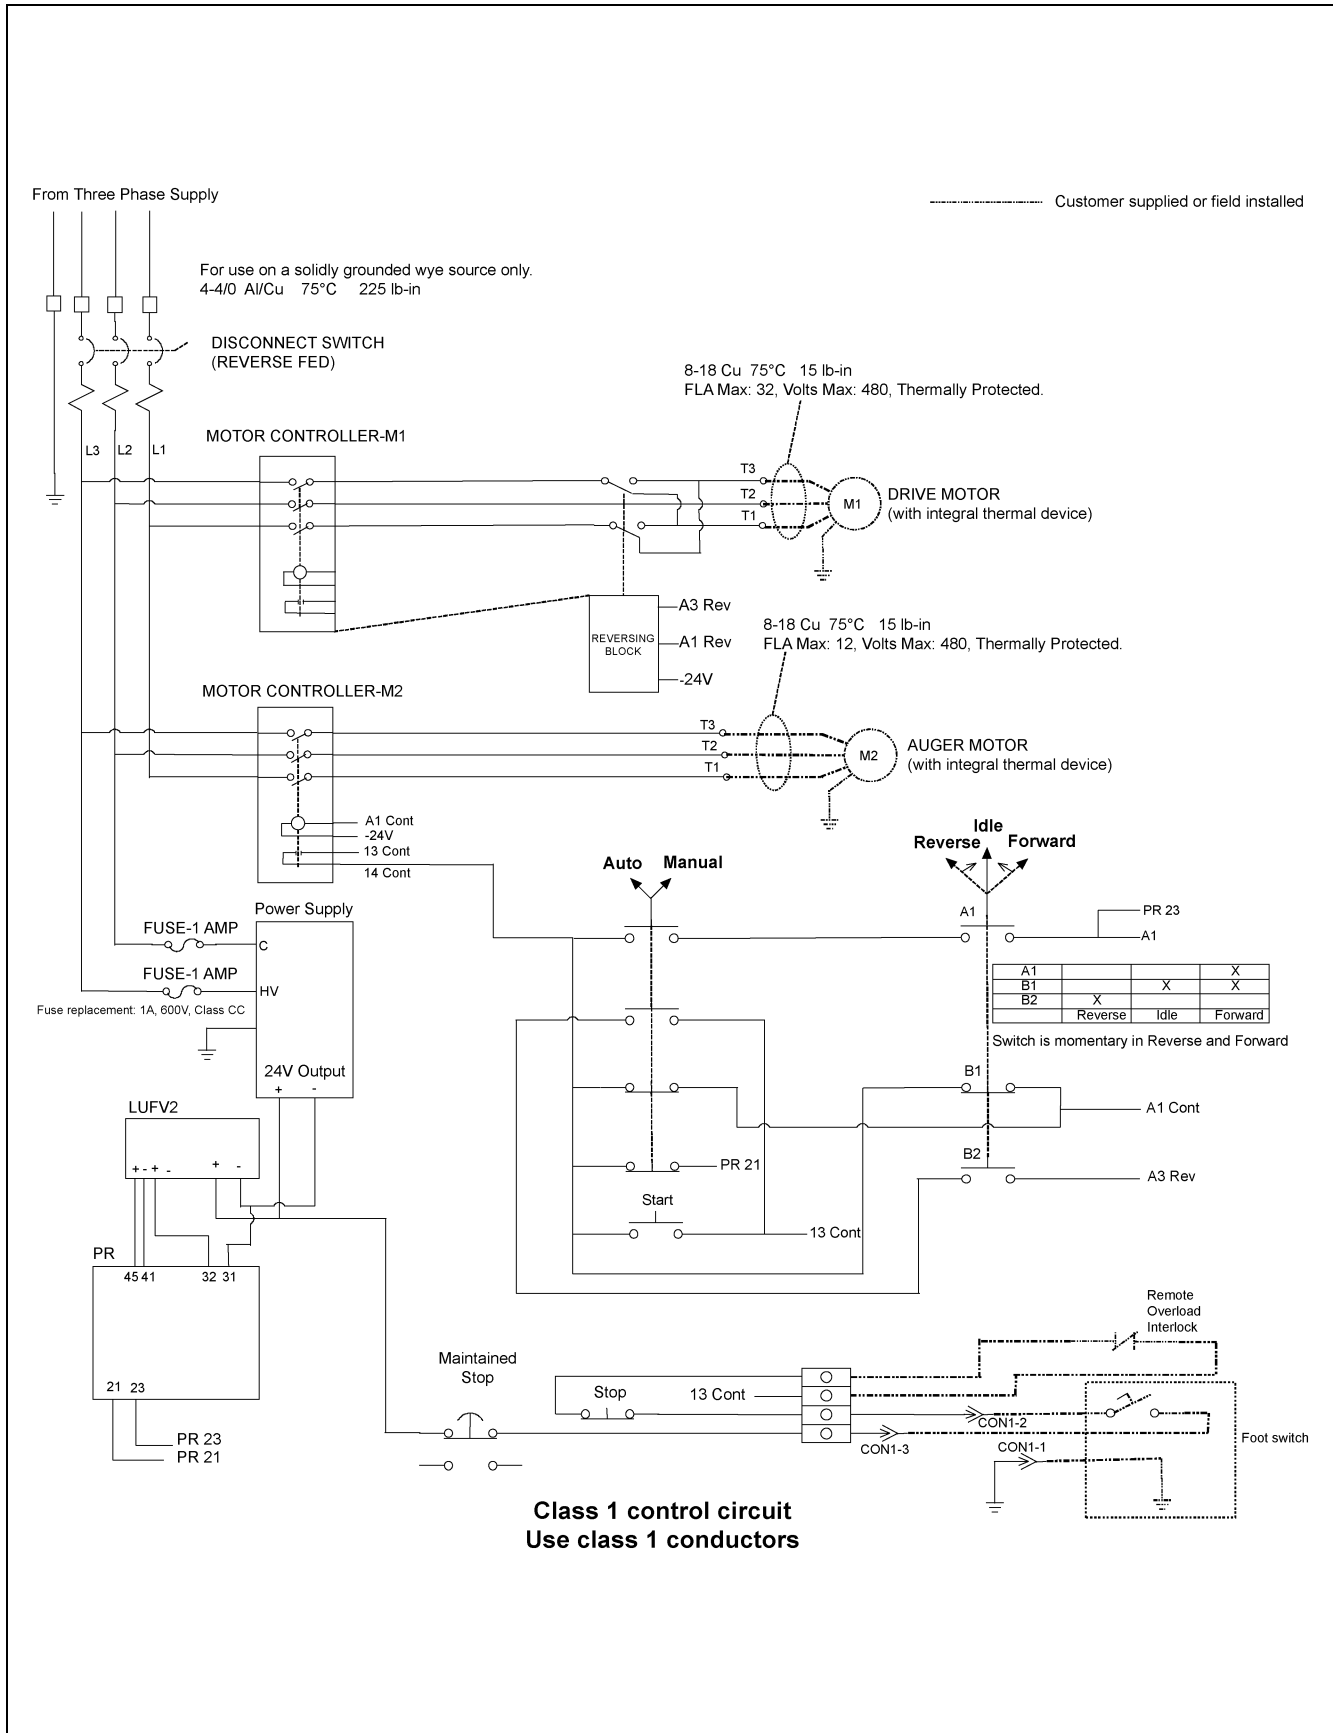 From Three Phase Supply
Customer supplied or field installed
For use on a solidly grounded wye source only.
4-4/0 Al/Cu 75°C 225 lb-in
DISCONNECT SWITCH
(REVERSE FED)
8-18 Cu 75°C 15 lb-in
FLA Max: 32, Volts Max: 480, Thermally Protected.
MOTOR CONTROLLER-M1
L3 L2 L1
T3
T2
T1
M1
DRIVE MOTOR
(with integral thermal device)
REVERSING
BLOCK
A3 Rev
A1 Rev
-24V
8-18 Cu 75°C 15 lb-in
FLA Max: 12, Volts Max: 480, Thermally Protected.
MOTOR CONTROLLER-M2
T3
T2
T1
M2
AUGER MOTOR
(with integral thermal device)
A1 Cont
-24V
13 Cont
14 Cont
Auto Manual
Idle
Reverse Forward
Power Supply
FUSE-1 AMP
C
FUSE-1 AMP
HV
Fuse replacement: 1A, 600V, Class CC
24V Output
+ -
A1
PR 23
A1
A1 X
B1 X X
B2 X
Reverse Idle Forward
Switch is momentary in Reverse and Forward
B1
A1 Cont
B2
A3 Rev
PR 21
Start
13 Cont
LUFV2
+ - + - + -
PR
45 41 32 31
21 23
PR 23
PR 21
Maintained
Stop
Stop
13 Cont
Remote
Overload
Interlock
CON1-2
CON1-3
CON1-1
Foot switch
Class 1 control circuit
Use class 1 conductors